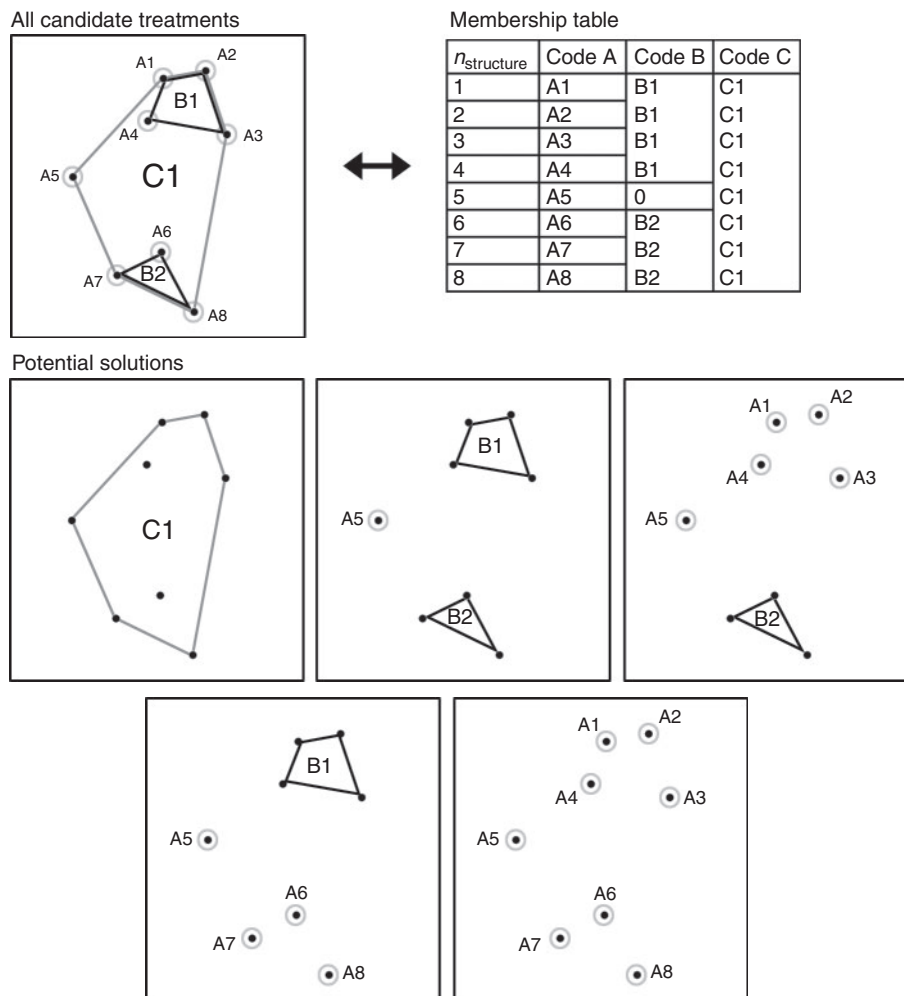 All candidate treatments
A1
A2
B1
A4
A3
A5
C1
A6
A7
B2
A8
Membership table
nstructure Code A Code B Code C
1 A1 B1 C1
2 A2 B1 C1
3 A3 B1 C1
4 A4 B1 C1
5 A5 0 C1
6 A6 B2 C1
7 A7 B2 C1
8 A8 B2 C1
Potential solutions
C1
B1
A5
B2
A1
A2
A4
A3
A5
B2
B1
A5
A6
A7
A8
A1
A2
A4
A3
A5
A6
A7
A8